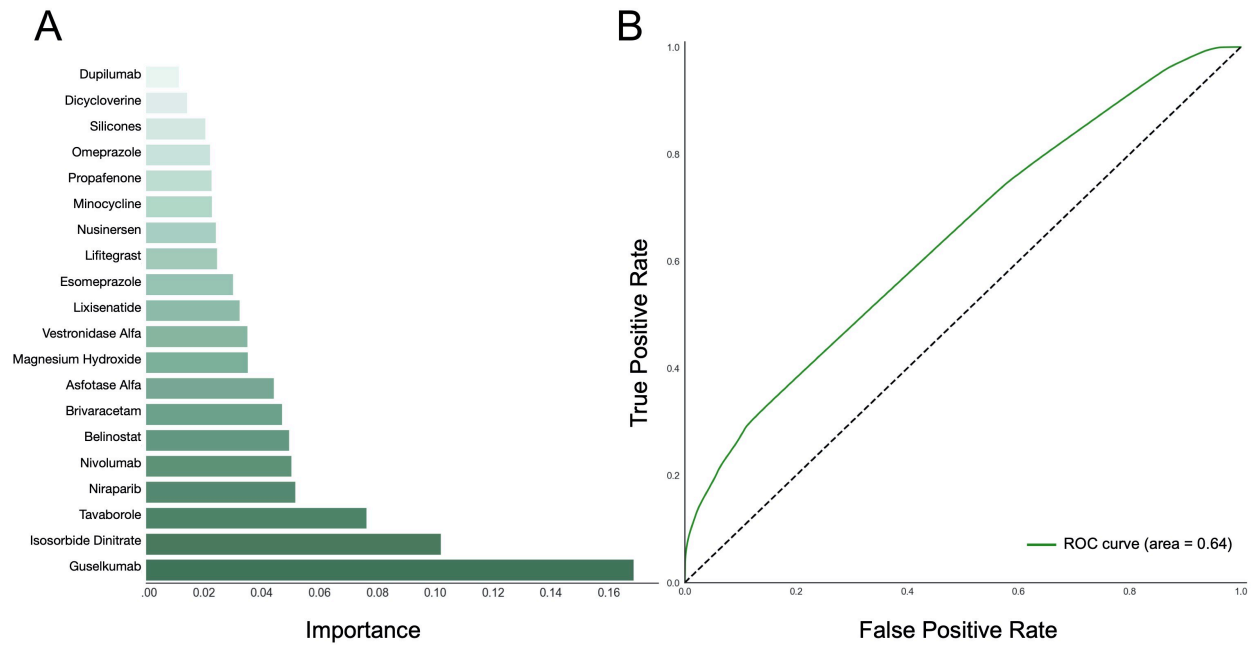 A
Dupilumab
Dicycloverine
Silicones
Omeprazole
Propafenone
Minocycline
Nusinersen
Lifitegrast
Esomeprazole
Lixisenatide
Vestronidase Alfa
Magnesium Hydroxide
Asfotase Alfa
Brivaracetam
Belinostat
Nivolumab
Niraparib
Tavaborole
Isosorbide Dinitrate
Guselkumab
.00 0.02 0.04 0.06 0.08 0.10 0.12 0.14 0.16
Importance
B
1.0
0.8
0.6
0.4
0.2
0.0
True Positive Rate
ROC curve (area = 0.64)
0.0 0.2 0.4 0.6 0.8 1.0
False Positive Rate